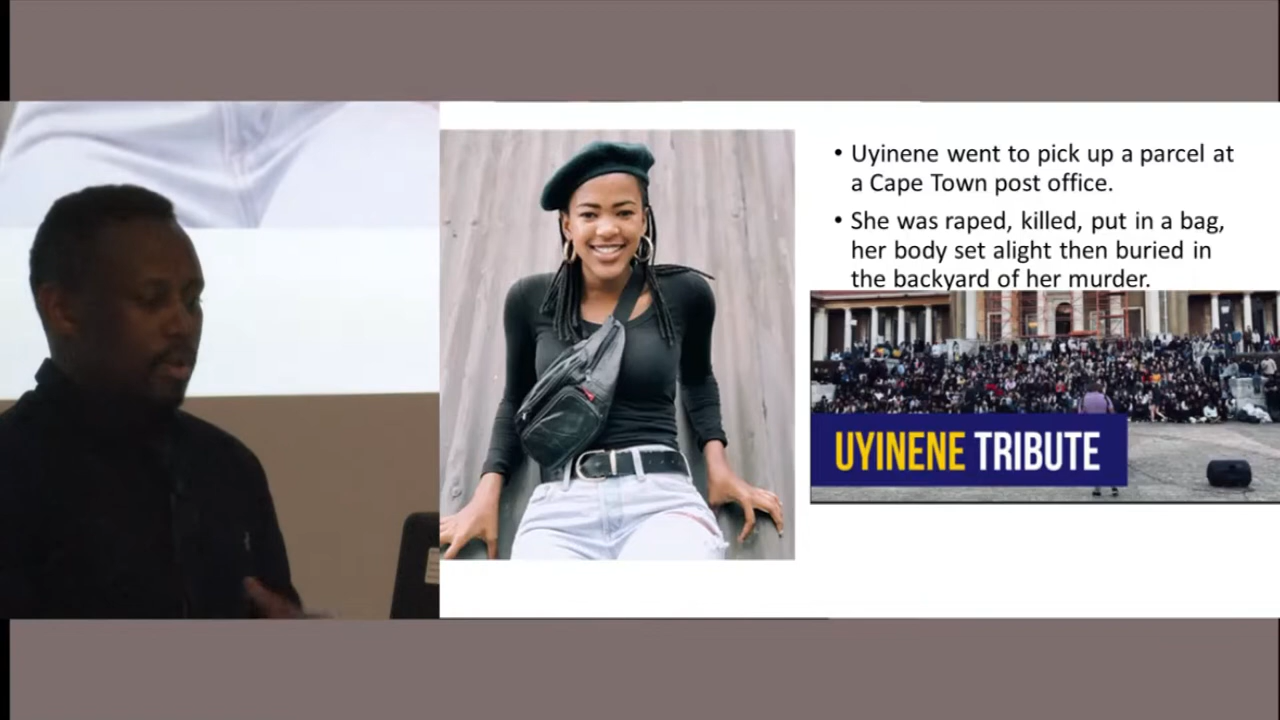 • Uyinene went to pick up a parcel at
a Cape Town post office.
• She was raped, killed, put in a bag,
her body set alight then buried in
the backyard of her murder.
UYINENE TRIBUTE